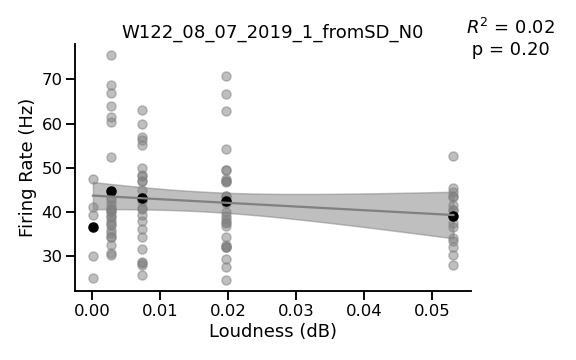 W122_08_07_2019_1_fromSD_N0
R² = 0.02
p = 0.20
Firing Rate (Hz)
70
60
50
40
30
0.00 0.01 0.02 0.03 0.04 0.05
Loudness (dB)